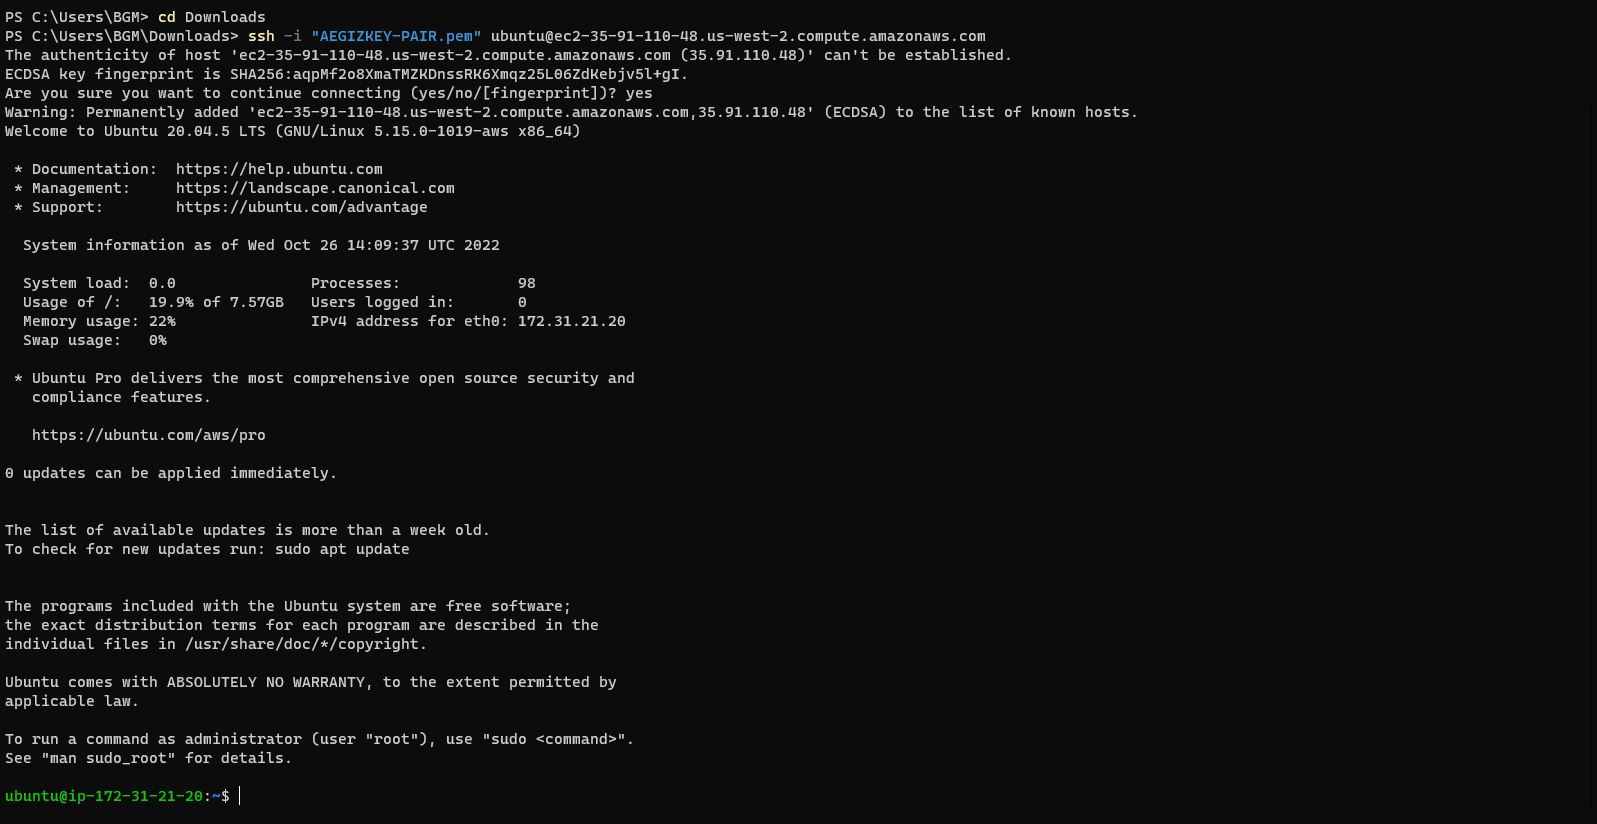 PS C:\Users\BGM> cd Downloads
PS C:\Users\BGM\Downloads> ssh -i "AEGIZKEY-PAIR.pem" ubuntu@ec2-35-91-110-48.us-west-2.compute.amazonaws.com
The authenticity of host 'ec2-35-91-110-48.us-west-2.compute.amazonaws.com (35.91.110.48)' can't be established.
ECDSA key fingerprint is SHA256:aqpMf2o8XmaTMZKDnssRK6Xmqz25L06ZdKebjv5l+gI.
Are you sure you want to continue connecting (yes/no/[fingerprint])? yes
Warning: Permanently added 'ec2-35-91-110-48.us-west-2.compute.amazonaws.com,35.91.110.48' (ECDSA) to the list of known hosts.
Welcome to Ubuntu 20.04.5 LTS (GNU/Linux 5.15.0-1019-aws x86_64)
 * Documentation:  https://help.ubuntu.com
 * Management:     https://landscape.canonical.com
 * Support:        https://ubuntu.com/advantage
  System information as of Wed Oct 26 14:09:37 UTC 2022
  System load:  0.0               Processes:             98
  Usage of /:   19.9% of 7.57GB   Users logged in:       0
  Memory usage: 22%               IPv4 address for eth0: 172.31.21.20
  Swap usage:   0%
 * Ubuntu Pro delivers the most comprehensive open source security and
   compliance features.
   https://ubuntu.com/aws/pro
0 updates can be applied immediately.
The list of available updates is more than a week old.
To check for new updates run: sudo apt update
The programs included with the Ubuntu system are free software;
the exact distribution terms for each program are described in the
individual files in /usr/share/doc/*/copyright.
Ubuntu comes with ABSOLUTELY NO WARRANTY, to the extent permitted by
applicable law.
To run a command as administrator (user "root"), use "sudo <command>".
See "man sudo_root" for details.
ubuntu@ip-172-31-21-20:~$